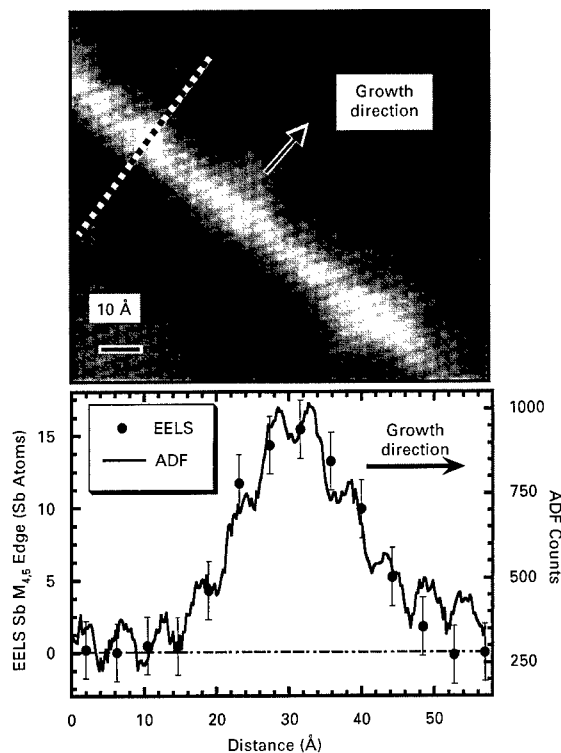 Growth
direction
10 Å
EELS Sb M4,5 Edge (Sb Atoms)
15
10
5
0
EELS
ADF
Growth
direction
1000
750
500
250
ADF Counts
0 10 20 30 40 50
Distance (Å)